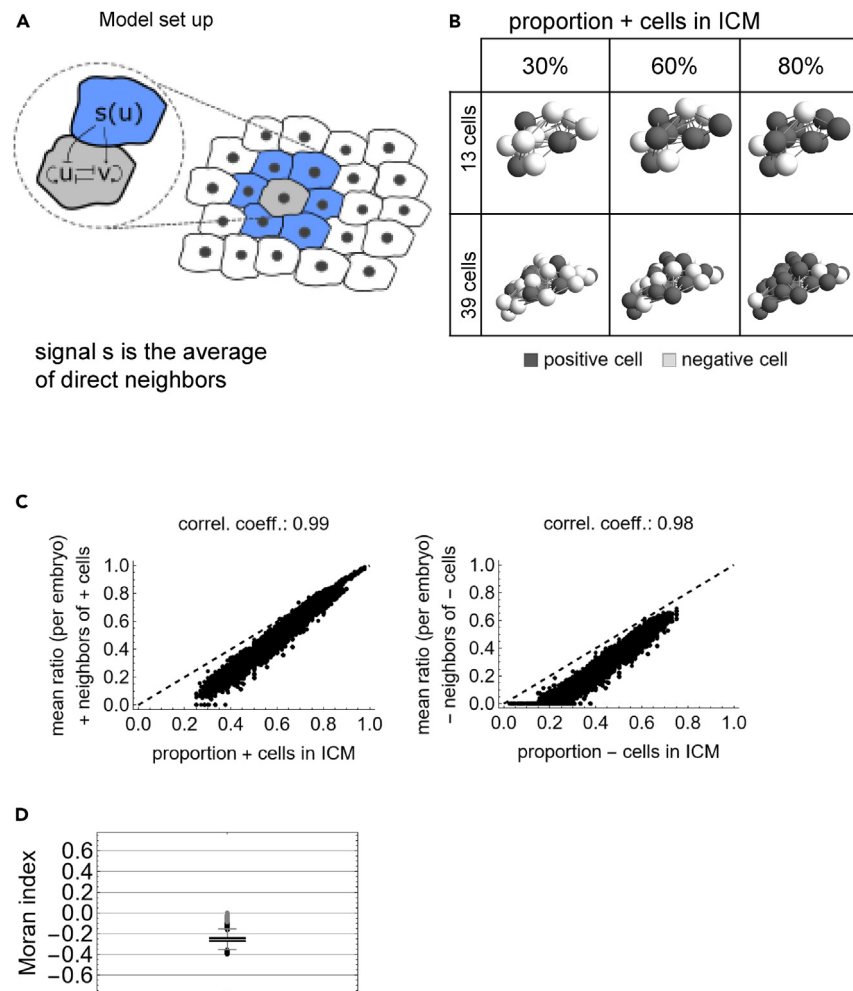 A
Model set up
s(u)
u v
signal s is the average
of direct neighbors
B
proportion + cells in ICM
30% 60% 80%
13 cells
39 cells
positive cell negative cell
C
correl. coeff.: 0.99
mean ratio (per embryo)
+ neighbors of + cells
1.0
0.8
0.6
0.4
0.2
0.0
0.0 0.2 0.4 0.6 0.8 1.0
proportion + cells in ICM
correl. coeff.: 0.98
mean ratio (per embryo)
− neighbors of − cells
1.0
0.8
0.6
0.4
0.2
0.0
0.0 0.2 0.4 0.6 0.8 1.0
proportion − cells in ICM
D
Moran index
0.6
0.4
0.2
0.0
−0.2
−0.4
−0.6